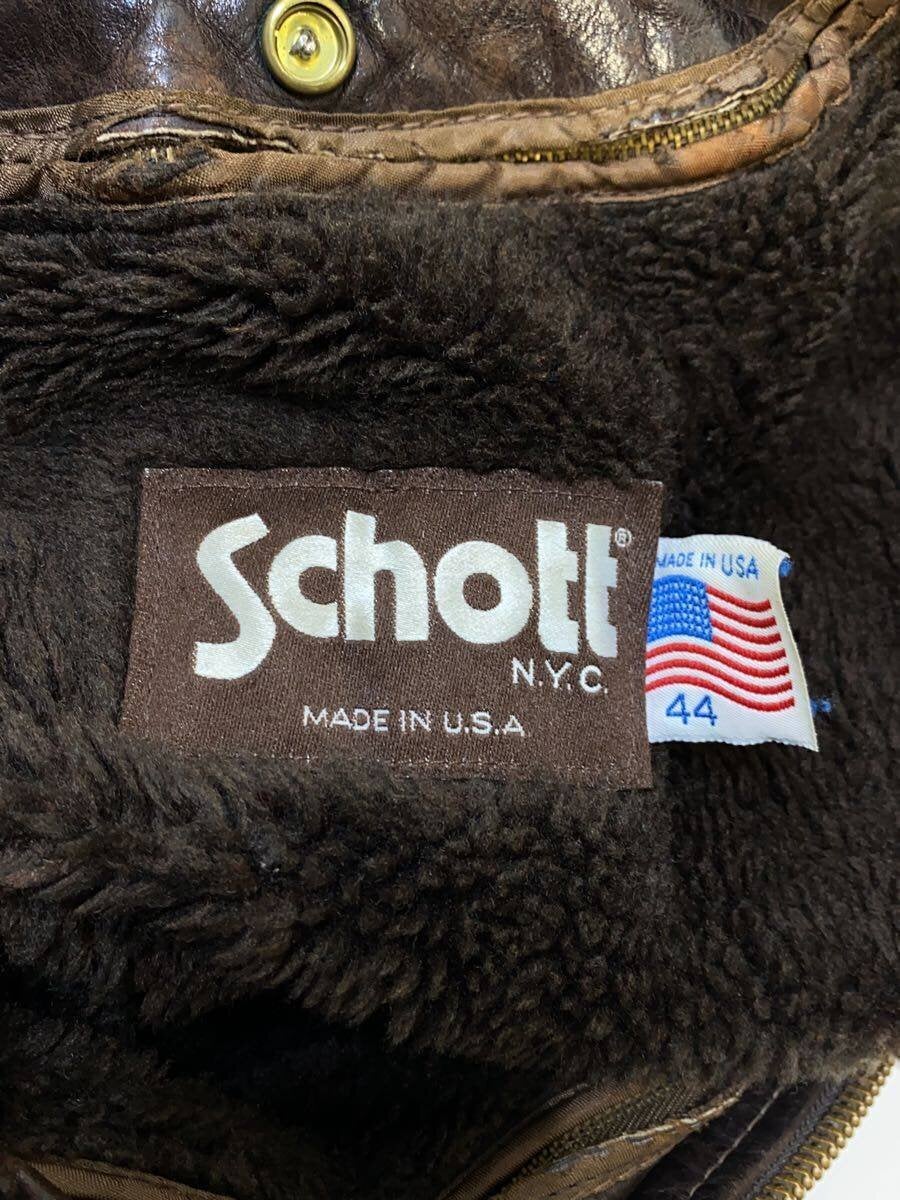 Schott®
N.Y.C.
MADE IN U.S.A
MADE IN USA
44